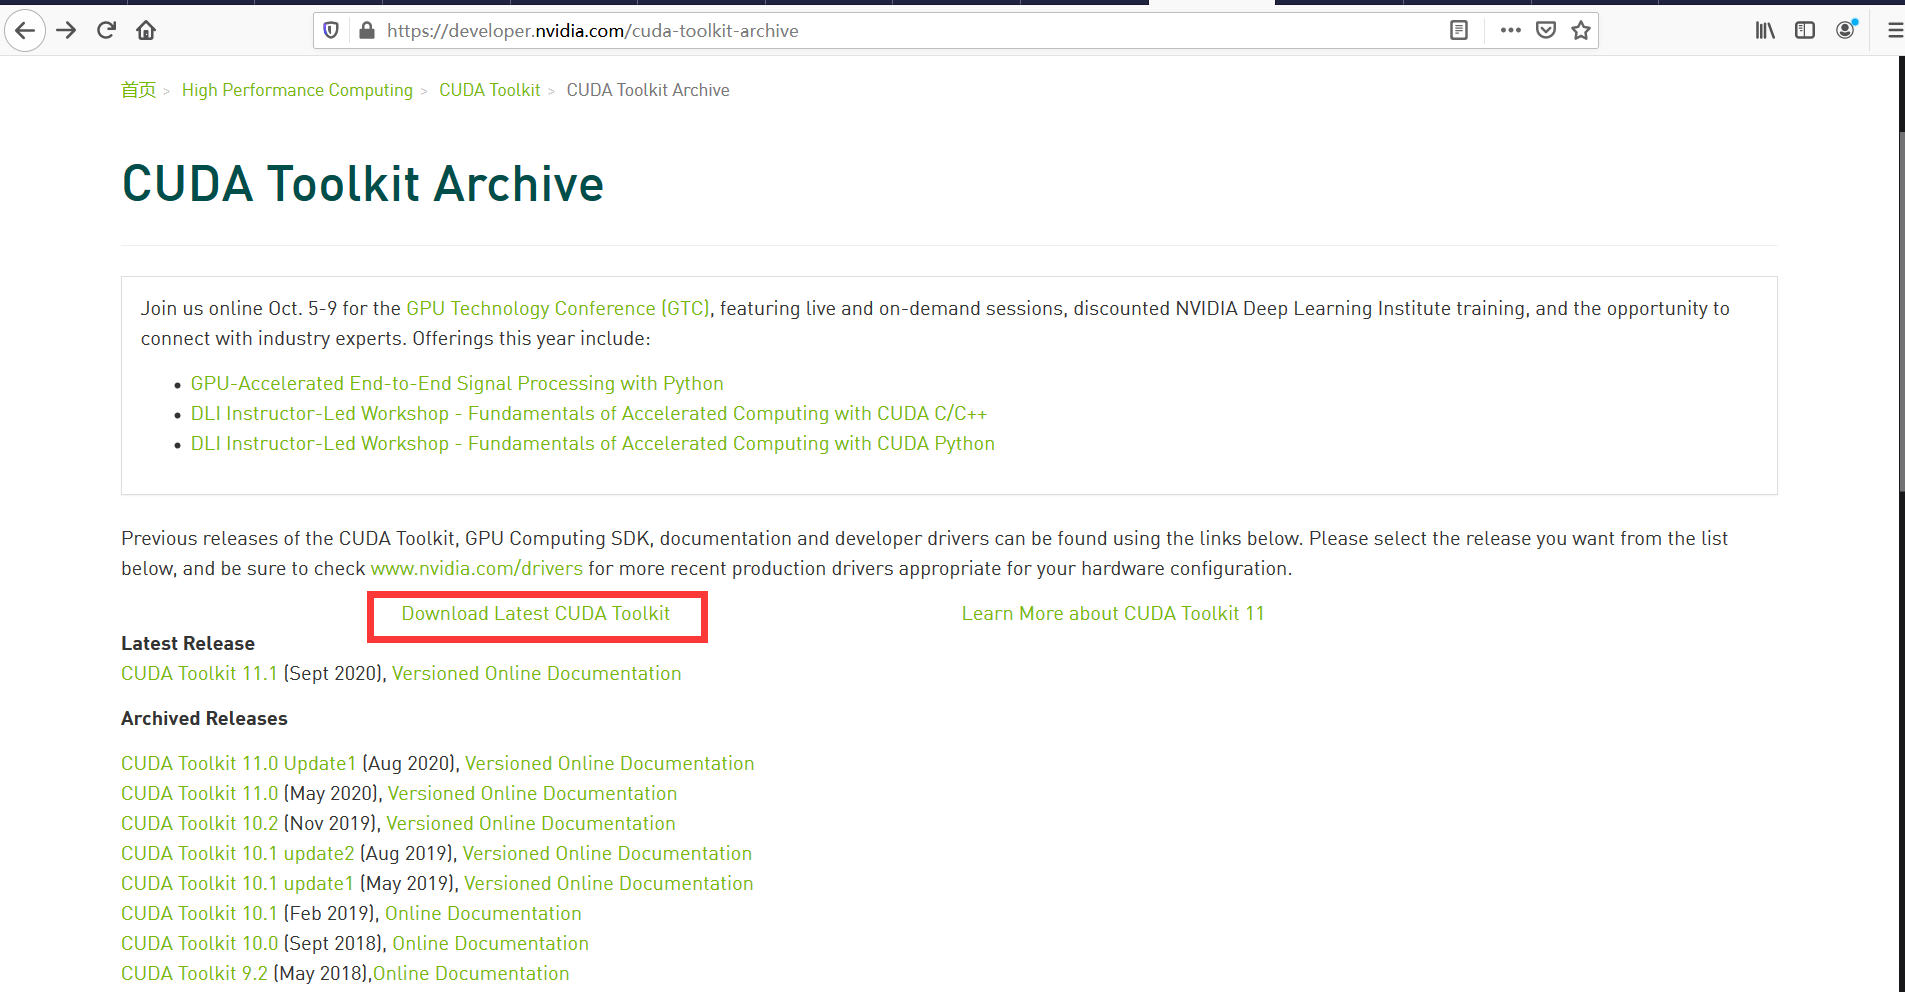 https://developer.nvidia.com/cuda-toolkit-archive
首页 > High Performance Computing > CUDA Toolkit > CUDA Toolkit Archive
CUDA Toolkit Archive
Join us online Oct. 5-9 for the GPU Technology Conference (GTC), featuring live and on-demand sessions, discounted NVIDIA Deep Learning Institute training, and the opportunity to
connect with industry experts. Offerings this year include:
• GPU-Accelerated End-to-End Signal Processing with Python
• DLI Instructor-Led Workshop - Fundamentals of Accelerated Computing with CUDA C/C++
• DLI Instructor-Led Workshop - Fundamentals of Accelerated Computing with CUDA Python
Previous releases of the CUDA Toolkit, GPU Computing SDK, documentation and developer drivers can be found using the links below. Please select the release you want from the list
below, and be sure to check www.nvidia.com/drivers for more recent production drivers appropriate for your hardware configuration.
Download Latest CUDA Toolkit Learn More about CUDA Toolkit 11
Latest Release
CUDA Toolkit 11.1 (Sept 2020), Versioned Online Documentation
Archived Releases
CUDA Toolkit 11.0 Update1 (Aug 2020), Versioned Online Documentation
CUDA Toolkit 11.0 (May 2020), Versioned Online Documentation
CUDA Toolkit 10.2 (Nov 2019), Versioned Online Documentation
CUDA Toolkit 10.1 update2 (Aug 2019), Versioned Online Documentation
CUDA Toolkit 10.1 update1 (May 2019), Versioned Online Documentation
CUDA Toolkit 10.1 (Feb 2019), Online Documentation
CUDA Toolkit 10.0 (Sept 2018), Online Documentation
CUDA Toolkit 9.2 (May 2018),Online Documentation